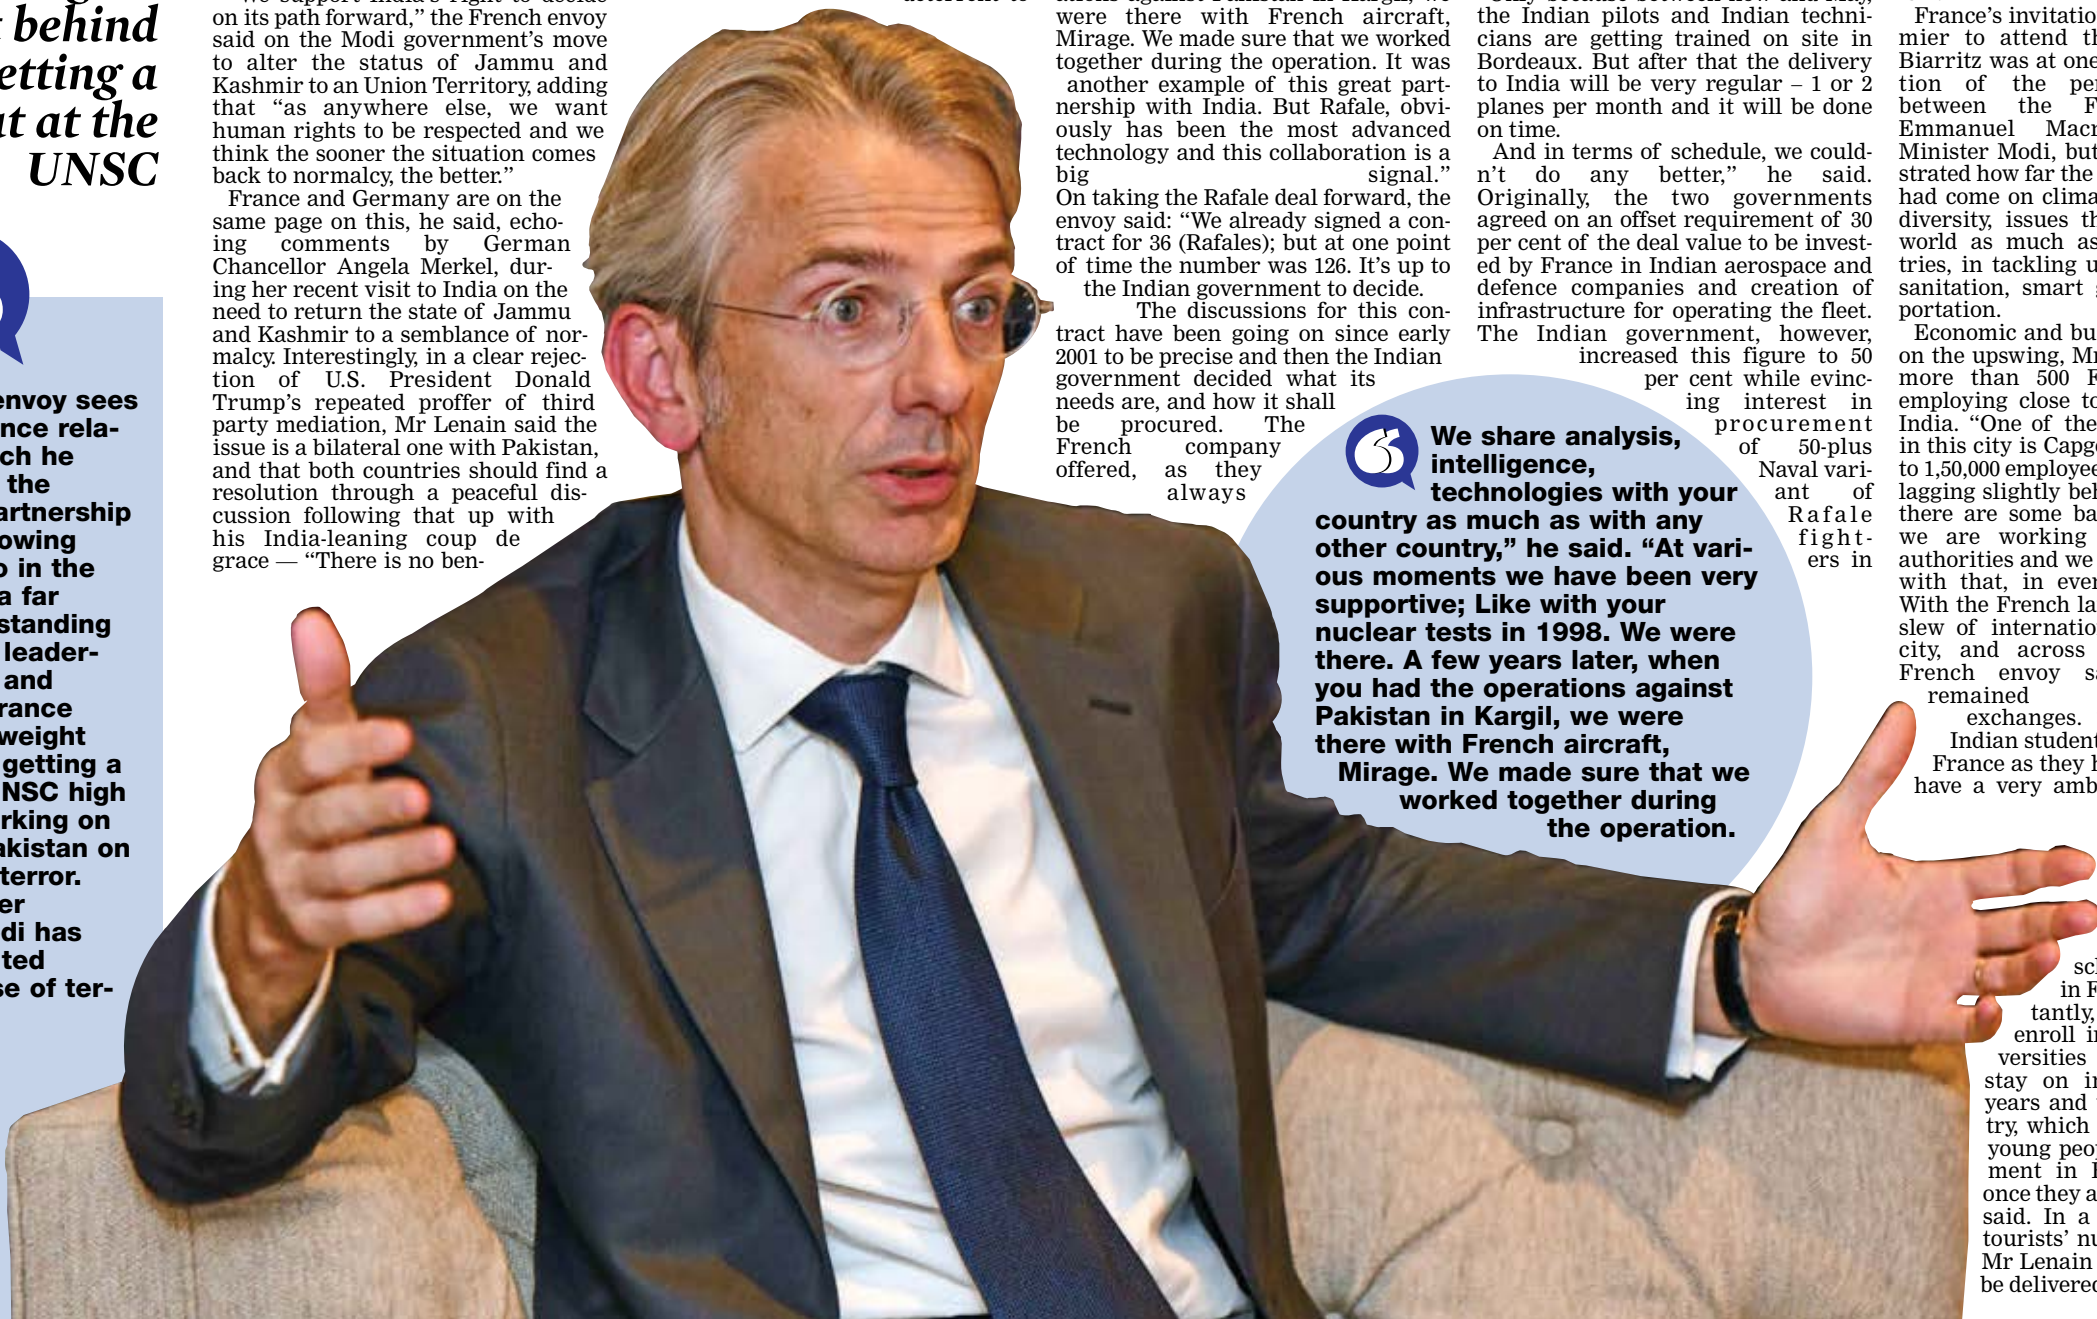 behind
etting a
at at the
UNSC
envoy sees
nce rela-
ch he
the
artnership
owing
o in the
a far
standing
leader-
and
rance
weight
getting a
NSC high
rking on
akistan on
terror.
er
di has
ted
se of ter-
on its path forward,” the French envoy
said on the Modi government’s move
to alter the status of Jammu and
Kashmir to an Union Territory, adding
that “as anywhere else, we want
human rights to be respected and we
think the sooner the situation comes
back to normalcy, the better.”
France and Germany are on the
same page on this, he said, echo-
ing comments by German
Chancellor Angela Merkel, dur-
ing her recent visit to India on the
need to return the state of Jammu
and Kashmir to a semblance of nor-
malcy. Interestingly, in a clear rejec-
tion of U.S. President Donald
Trump’s repeated proffer of third
party mediation, Mr Lenain said the
issue is a bilateral one with Pakistan,
and that both countries should find a
resolution through a peaceful dis-
cussion following that up with
his India-leaning coup de
grace — “There is no ben-
were there with French aircraft,
Mirage. We made sure that we worked
together during the operation. It was
another example of this great part-
nership with India. But Rafale, obvi-
ously has been the most advanced
technology and this collaboration is a
big signal.”
On taking the Rafale deal forward, the
envoy said: “We already signed a con-
tract for 36 (Rafales); but at one point
of time the number was 126. It’s up to
the Indian government to decide.
The discussions for this con-
tract have been going on since early
2001 to be precise and then the Indian
government decided what its
needs are, and how it shall
be procured. The
French company
offered, as they
always
the Indian pilots and Indian techni-
cians are getting trained on site in
Bordeaux. But after that the delivery
to India will be very regular – 1 or 2
planes per month and it will be done
on time.
And in terms of schedule, we could-
n’t do any better,” he said.
Originally, the two governments
agreed on an offset requirement of 30
per cent of the deal value to be invest-
ed by France in Indian aerospace and
defence companies and creation of
infrastructure for operating the fleet.
The Indian government, however,
increased this figure to 50
per cent while evinc-
ing interest in
procurement
of 50-plus
Naval vari-
ant of
Rafale
fight-
ers in
We share analysis,
intelligence,
technologies with your
country as much as with any
other country,” he said. “At vari-
ous moments we have been very
supportive; Like with your
nuclear tests in 1998. We were
there. A few years later, when
you had the operations against
Pakistan in Kargil, we were
there with French aircraft,
Mirage. We made sure that we
worked together during
the operation.
France’s invitatio
mier to attend th
Biarritz was at one
tion of the per
between the F
Emmanuel Macr
Minister Modi, but
strated how far the
had come on clima
diversity, issues th
world as much as
tries, in tackling u
sanitation, smart
portation.
Economic and bu
on the upswing, Mr
more than 500 F
employing close to
India. “One of the
in this city is Capge
to 1,50,000 employee
lagging slightly beh
there are some ba
we are working
authorities and we
with that, in ever
With the French la
slew of internatio
city, and across
French envoy sa
remained
exchanges.
Indian student
France as they h
have a very amb
sch
in F
tantly,
enroll in
versities
stay on in
years and
try, which
young peo
ment in
once they a
said. In a
tourists’ nu
Mr Lenain
be delivered